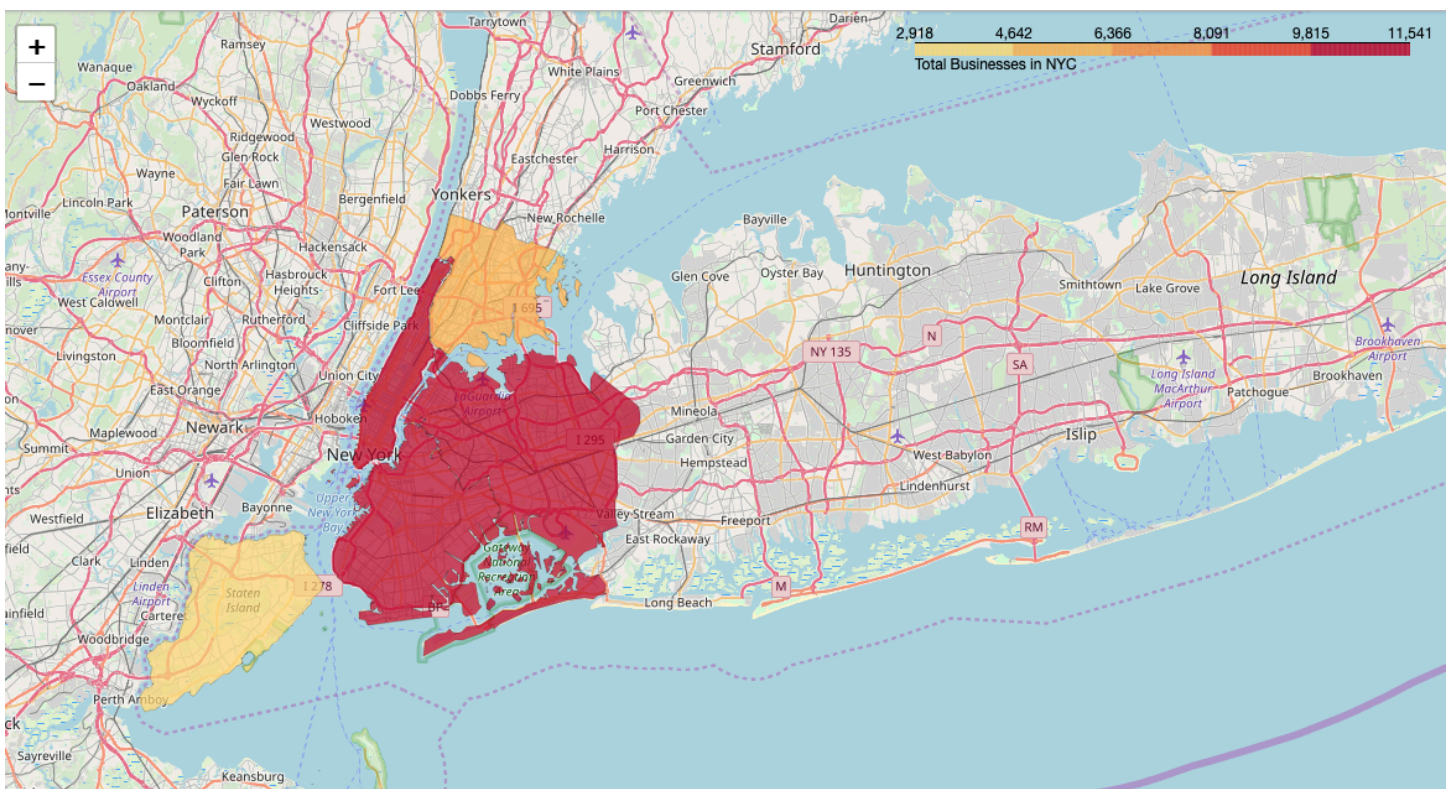 +
−
2,918 4,642 6,366 8,091 9,815 11,541
Total Businesses in NYC
Tarrytown
Darien
Ramsey
Stamford
Wanaque
Oakland
White Plains
Greenwich
Wyckoff
Dobbs Ferry
Port Chester
Westwood
Ridgewood
Harrison
Glen Rock
Eastchester
Wayne
Fair Lawn
Yonkers
Bergenfield
Lincoln Park
Montville
Paterson
New Rochelle
Bayville
Woodland
Park
Hackensack
Glen Cove
Oyster Bay
Huntington
Long Island
Essex County
Airport
Clifton
Hasbrouck
Heights
Fort Lee
Smithtown
Lake Grove
West Caldwell
I 695
Montclair
Rutherford
Cliffside Park
N
Bloomfield
NY 135
Brookhaven
Airport
Livingston
North Arlington
SA
Union City
Long Island
MacArthur
Airport
Brookhaven
East Orange
LaGuardia
Airport
Patchogue
Hoboken
Mineola
Maplewood
Newark
I 295
Garden City
Islip
Summit
New York
Hempstead
West Babylon
Union
Lindenhurst
Upper
New York
Bay
Bayonne
Elizabeth
Valley Stream
Freeport
Westfield
RM
East Rockaway
Gateway
National
Recreation
Area
Clark
Linden
Linden
Airport
I 278
M
Staten
Island
Long Beach
BP
Carteret
Woodbridge
Perth Amboy
Sayreville
Keansburg